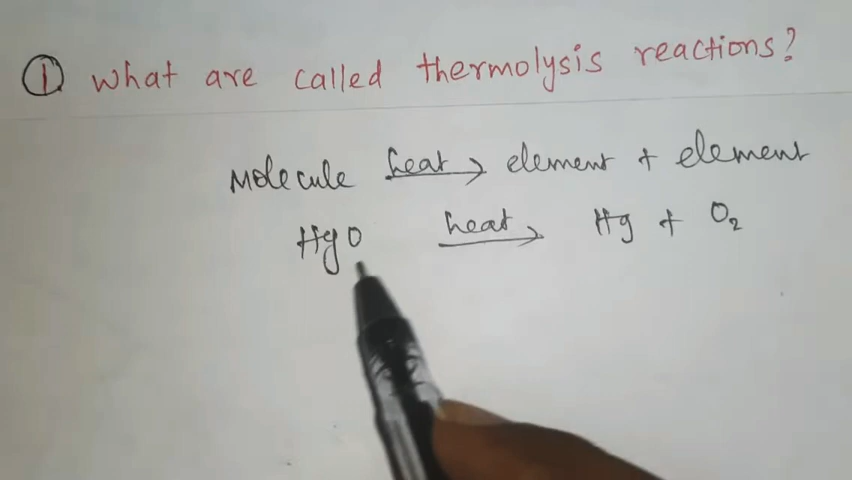 ① What are called thermolysis reactions?
Molecule heat→ element + element
HgO heat→ Hg + O₂